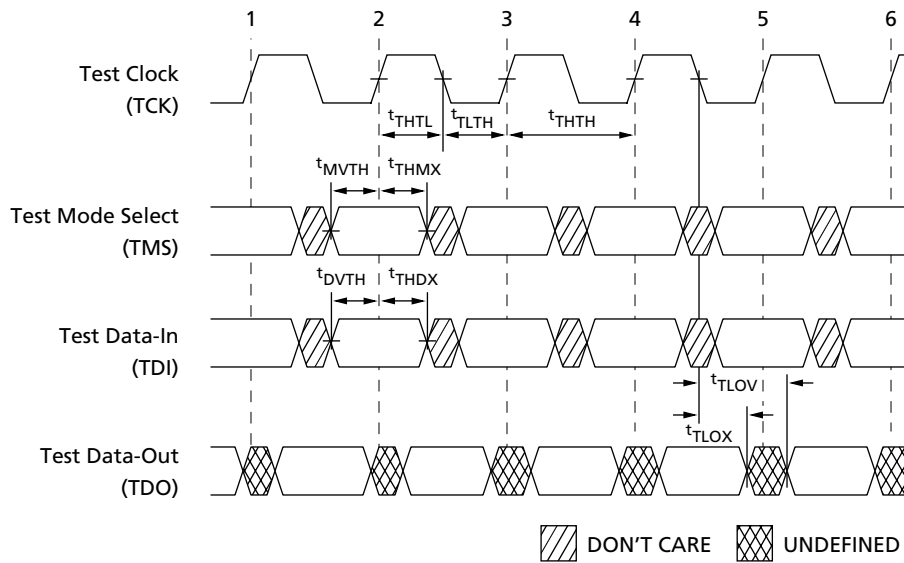 1 2 3 4 5 6
Test Clock
(TCK)
tTHTL tTLTH tTHTH
tMVTH tTHMX
Test Mode Select
(TMS)
tDVTH tTHDX
Test Data-In
(TDI)
tTLOV
tTLOX
Test Data-Out
(TDO)
DON'T CARE UNDEFINED